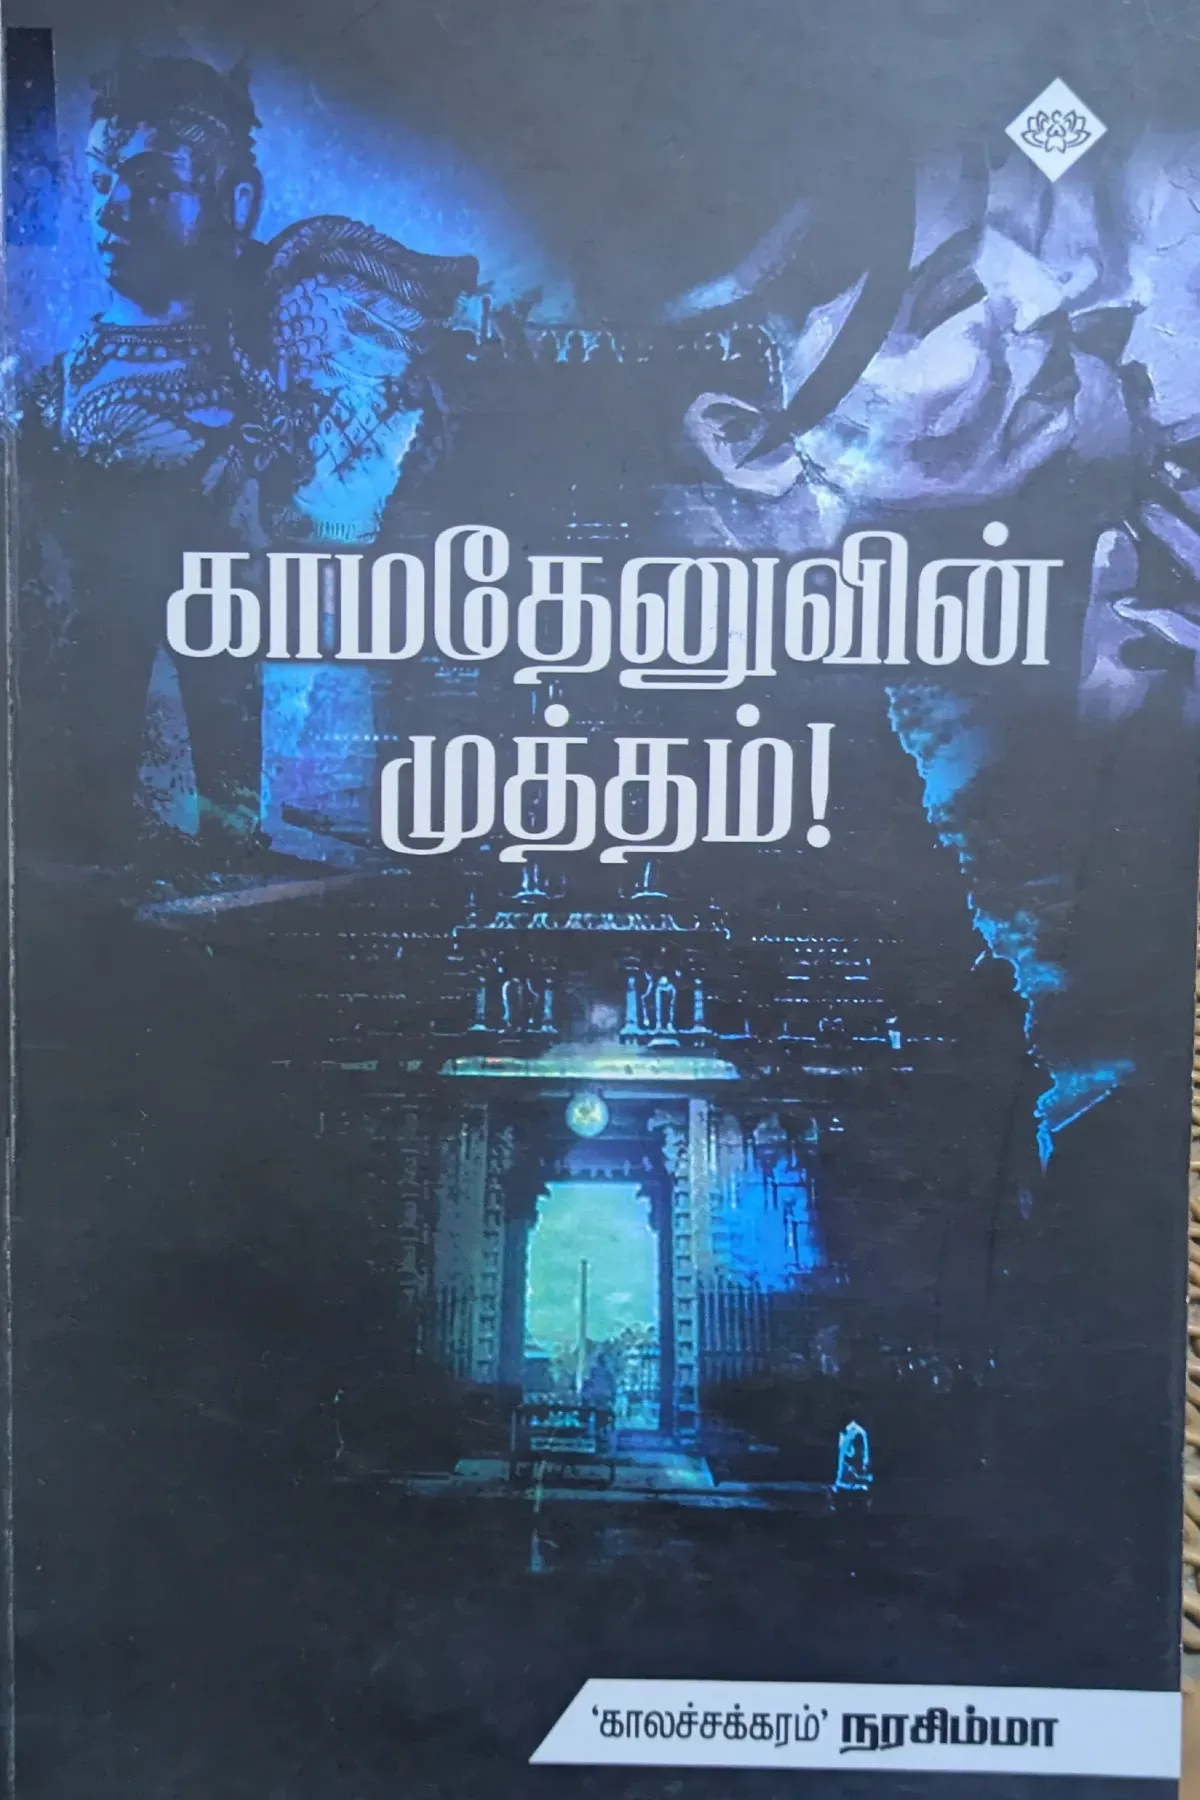 காமதேனுவின்
முத்தம்!
‘காலச்சக்கரம்’ நரசிம்மா